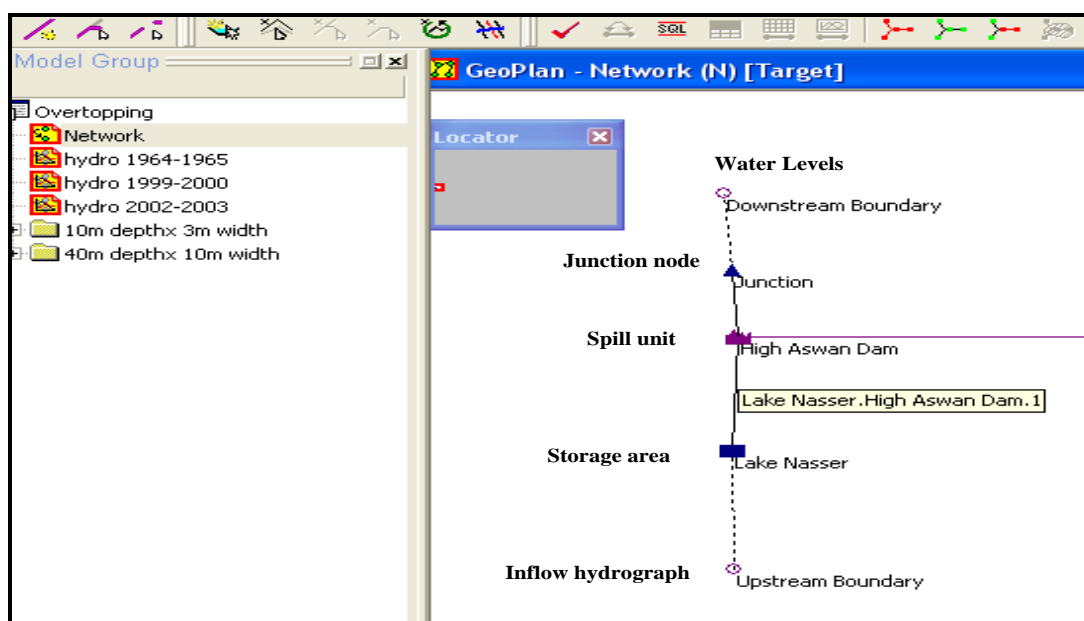 SQL
Model Group
Overtopping
Network
hydro 1964-1965
hydro 1999-2000
hydro 2002-2003
10m depthx 3m width
40m depthx 10m width
GeoPlan - Network (N) [Target]
Locator
Water Levels
Downstream Boundary
Junction node
Junction
Spill unit
High Aswan Dam
Lake Nasser.High Aswan Dam.1
Storage area
Lake Nasser
Inflow hydrograph
Upstream Boundary